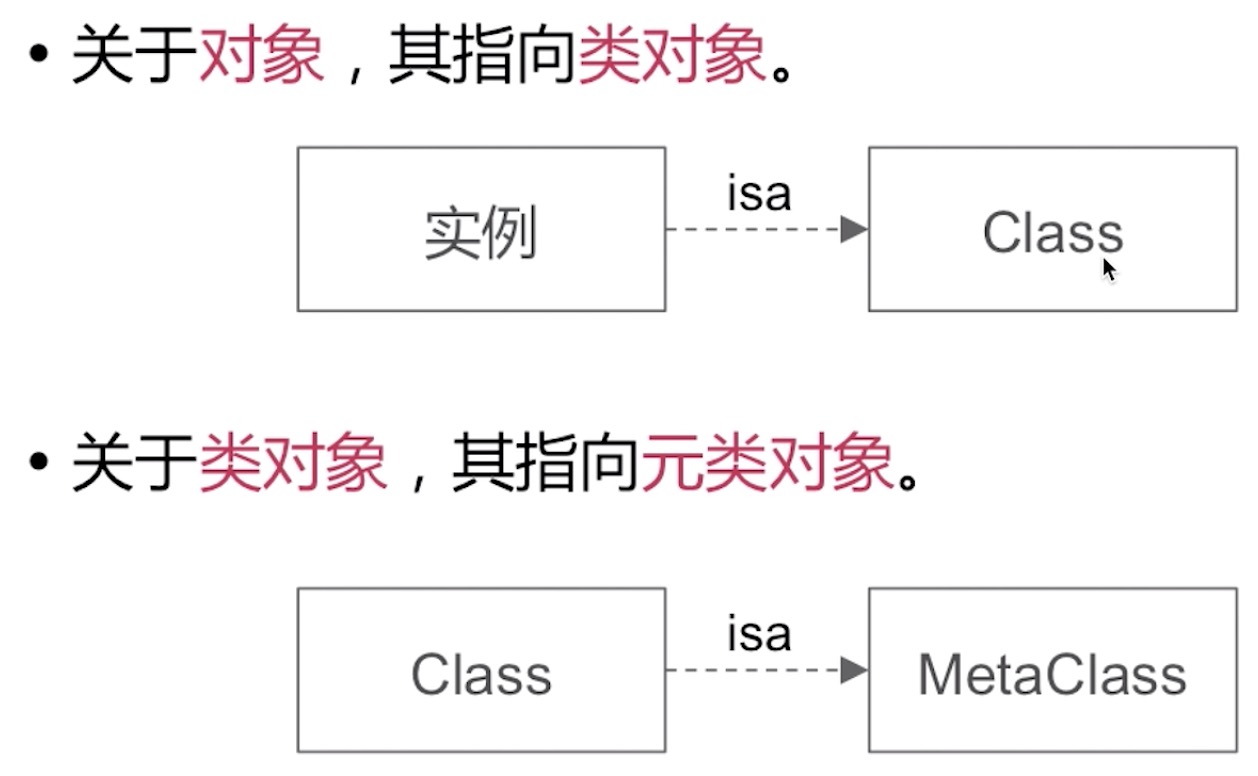 • 关于对象，其指向类对象。
isa
实例
Class
• 关于类对象，其指向元类对象。
isa
Class
MetaClass